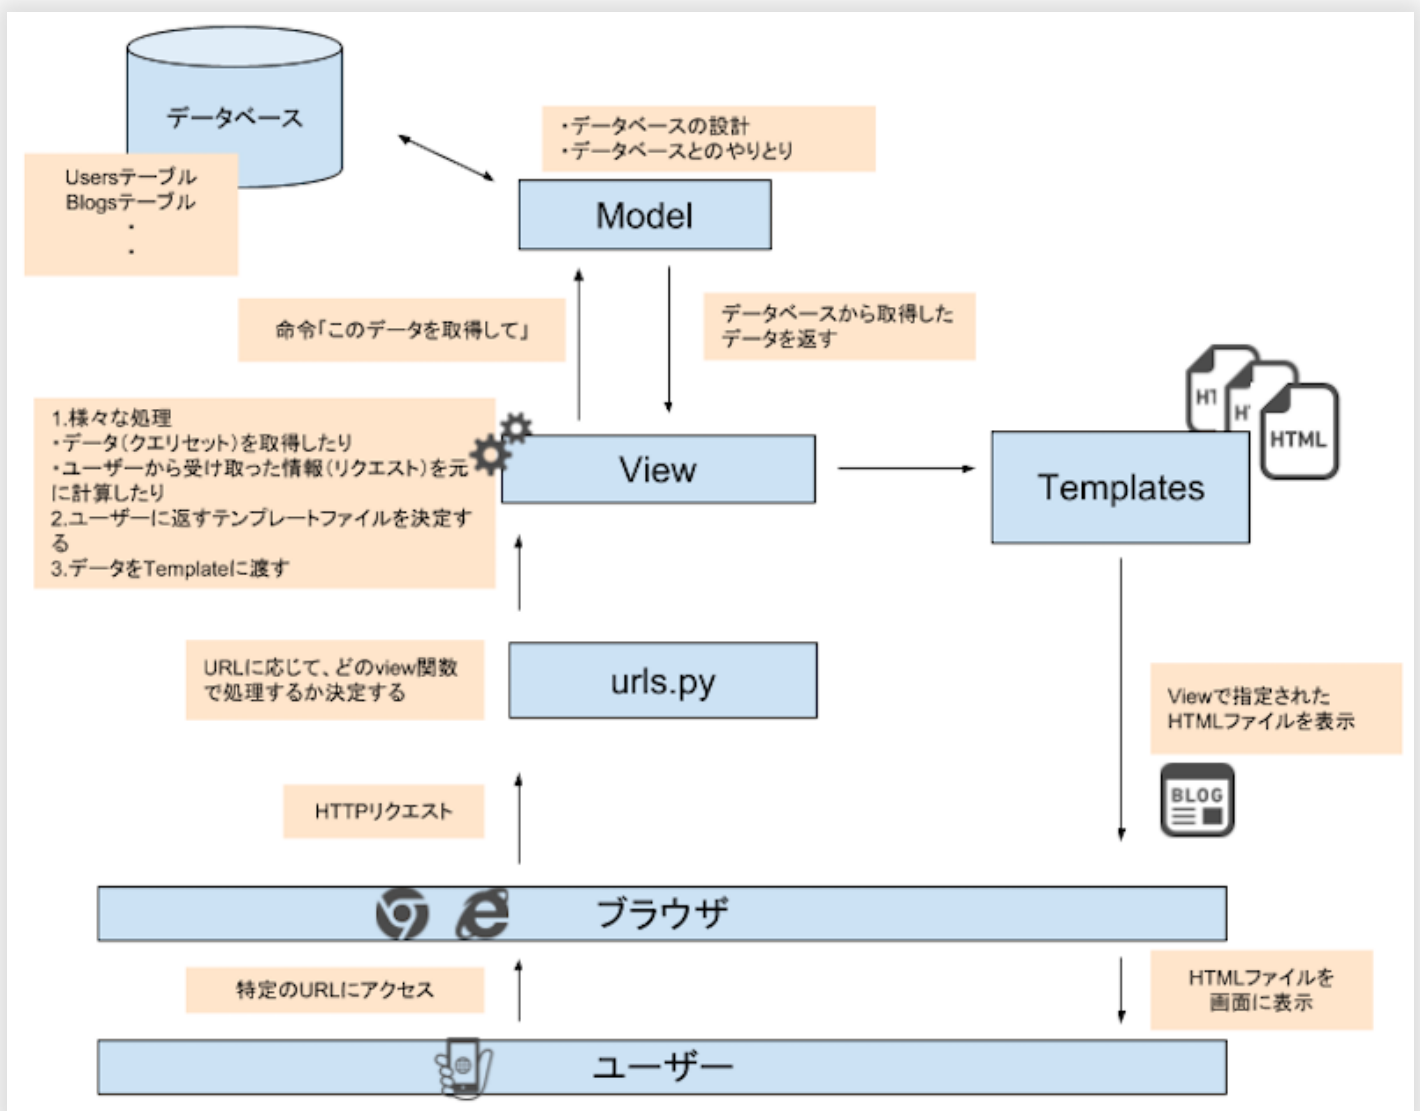 データベース
・データベースの設計
・データベースとのやりとり
Usersテーブル
Blogsテーブル
・
・
Model
命令「このデータを取得して」
データベースから取得した
データを返す
1.様々な処理
・データ（クエリセット）を取得したり
・ユーザーから受け取った情報（リクエスト）を元
に計算したり
2.ユーザーに返すテンプレートファイルを決定す
る
3.データをTemplateに渡す
View
H1
H'
HTML
Templates
URLに応じて、どのview関数
で処理するか決定する
urls.py
Viewで指定された
HTMLファイルを表示
BLOG
HTTPリクエスト
ブラウザ
特定のURLにアクセス
HTMLファイルを
画面に表示
ユーザー